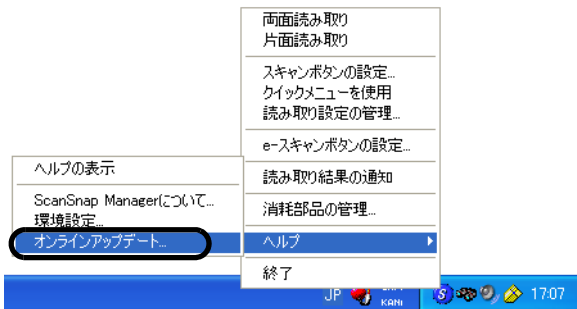 両面読み取り
片面読み取り
スキャンボタンの設定...
クイックメニューを使用
読み取り設定の管理...
e-スキャンボタンの設定...
読み取り結果の通知
消耗部品の管理...
ヘルプ
終了
ヘルプの表示
ScanSnap Managerについて...
環境設定...
オンラインアップデート...
JP
KANA
S
17:07